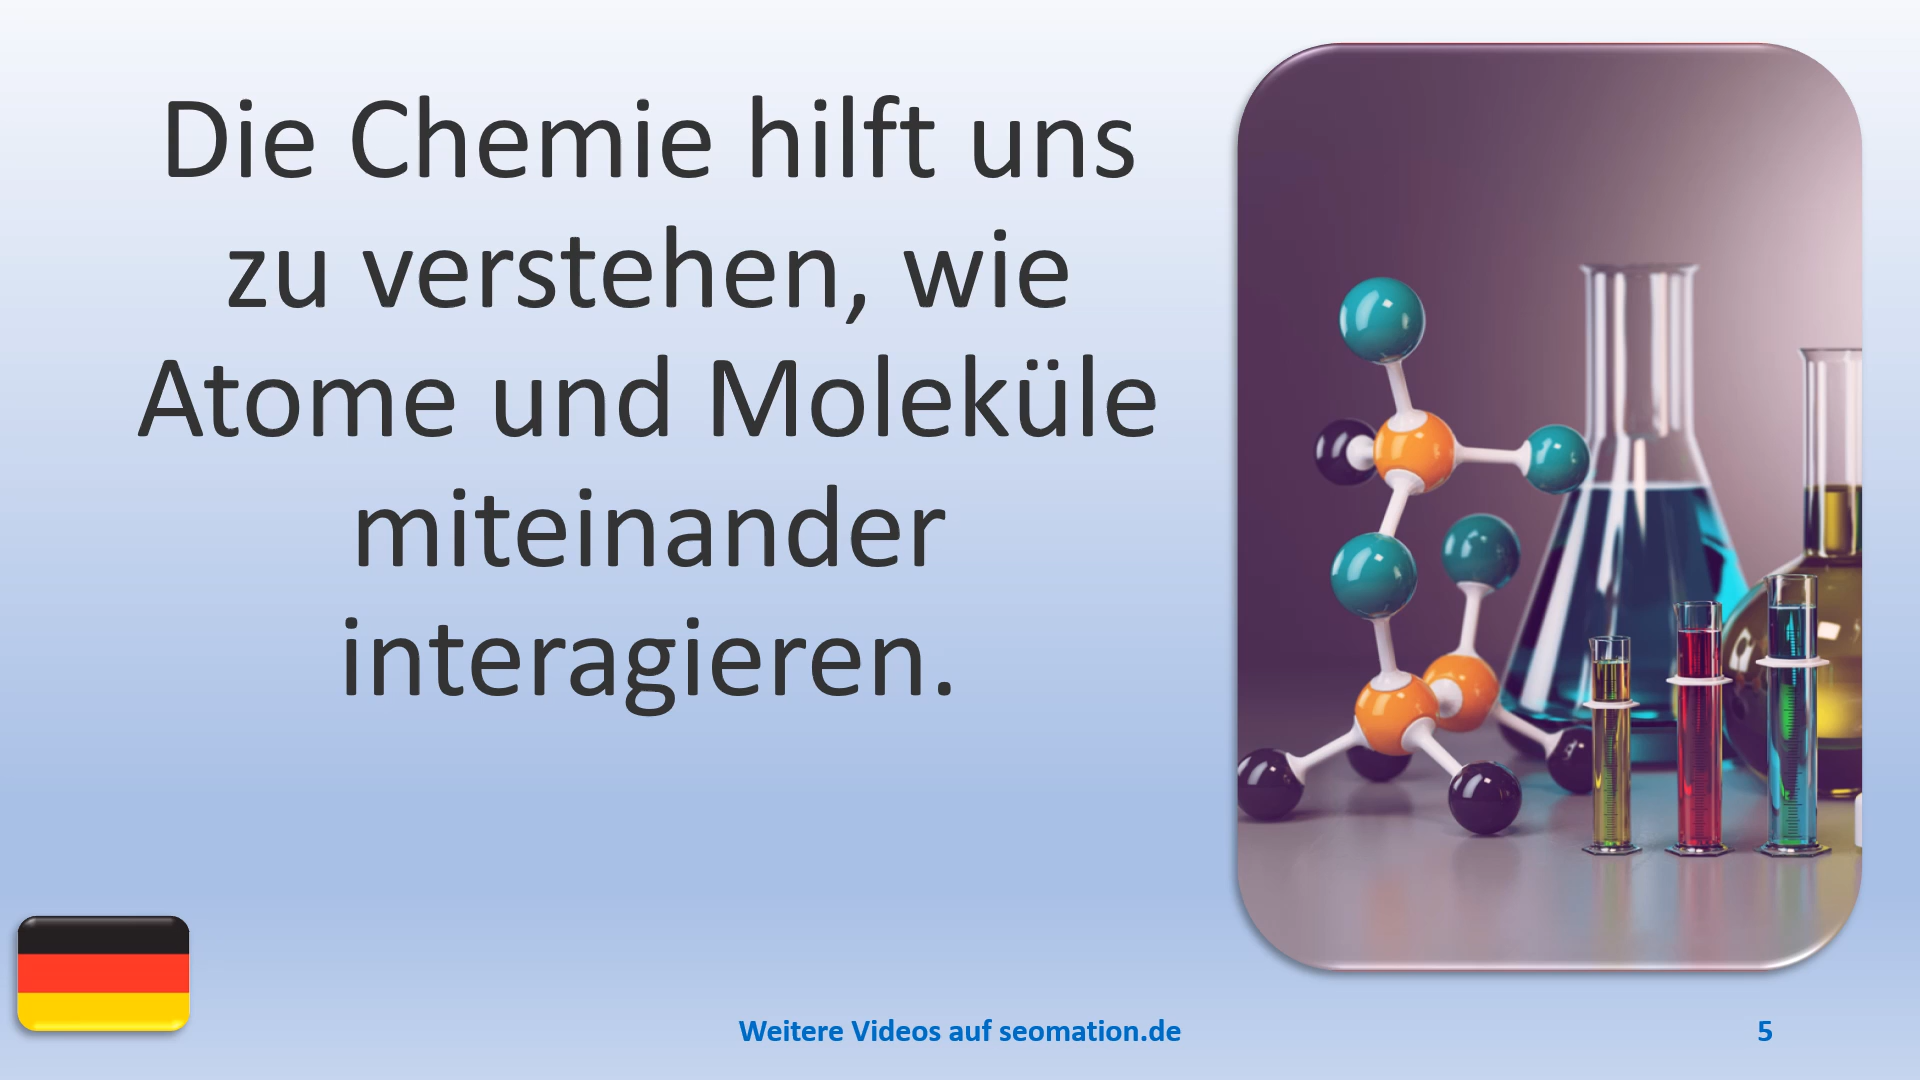 Die Chemie hilft uns
zu verstehen, wie
Atome und Moleküle
miteinander
interagieren.
Weitere Videos auf seomation.de
5